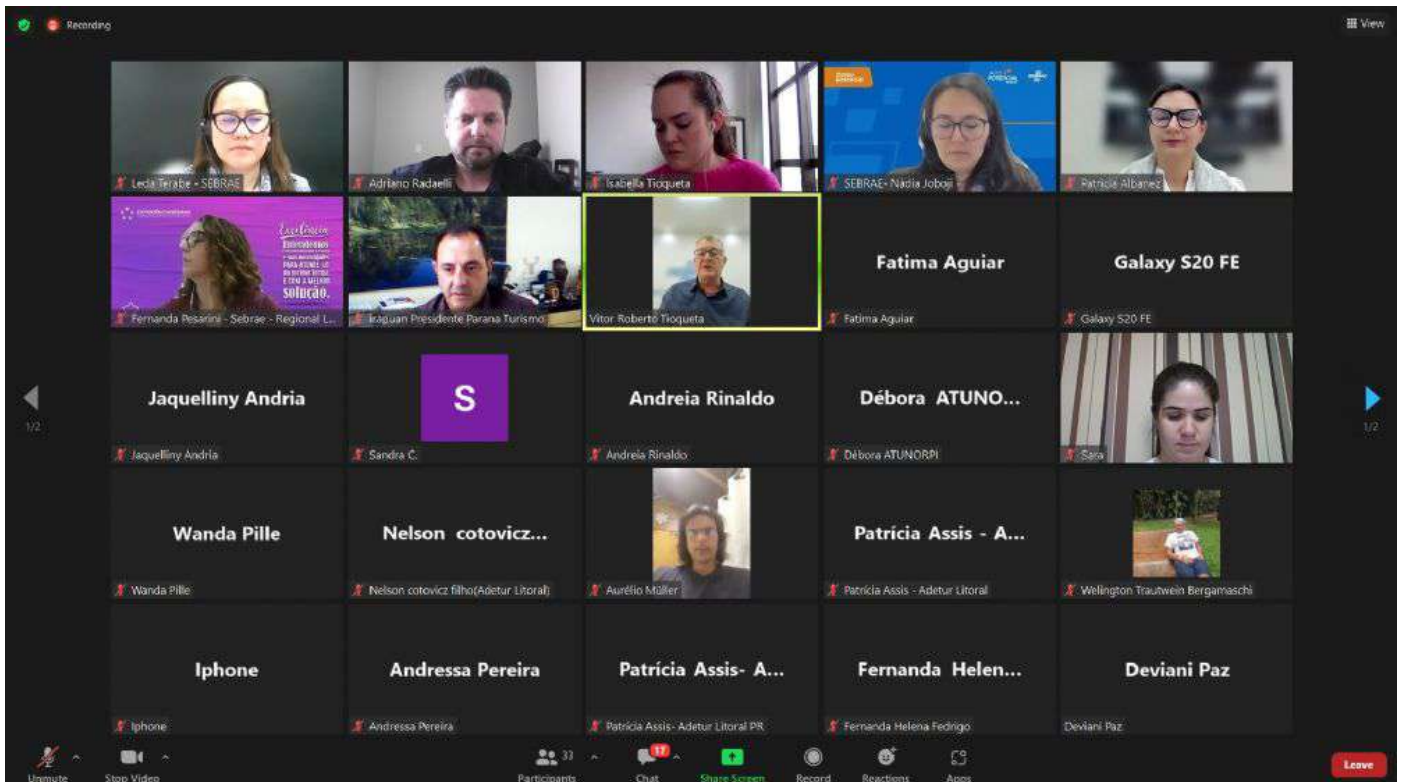 Recording
View
Leda Terabe - SEBRAE
Adriano Radaelli
Isabella Tioqueta
SEBRAE- Nadia Joboji
Patricia Albanez
Excelência
Entendemos
SOLUÇÃO.
Fernanda Pesarini - Sebrae - Regional L...
Iraguan Presidente Parana Turismo
Vitor Roberto Tioqueta
Fatima Aguiar
Fatima Aguiar
Galaxy S20 FE
Galaxy S20 FE
1/2
Jaquelliny Andria
Jaquelliny Andria
S
Sandra C.
Andreia Rinaldo
Andreia Rinaldo
Débora ATUNO...
Débora ATUNORPI
Sara
1/2
Wanda Pille
Wanda Pille
Nelson cotovicz...
Nelson cotovicz filho(Adetur Litoral)
Aurélio Müller
Patrícia Assis - A...
Patrícia Assis - Adetur Litoral
Welington Trautwein Bergamaschi
Iphone
Iphone
Andressa Pereira
Andressa Pereira
Patrícia Assis- A...
Patrícia Assis- Adetur Litoral PR
Fernanda Helen...
Fernanda Helena Fedrigo
Deviani Paz
Deviani Paz
Unmute
Stop Video
33
Participants
17
Chat
Share Screen
Record
Reactions
Apps
Leave